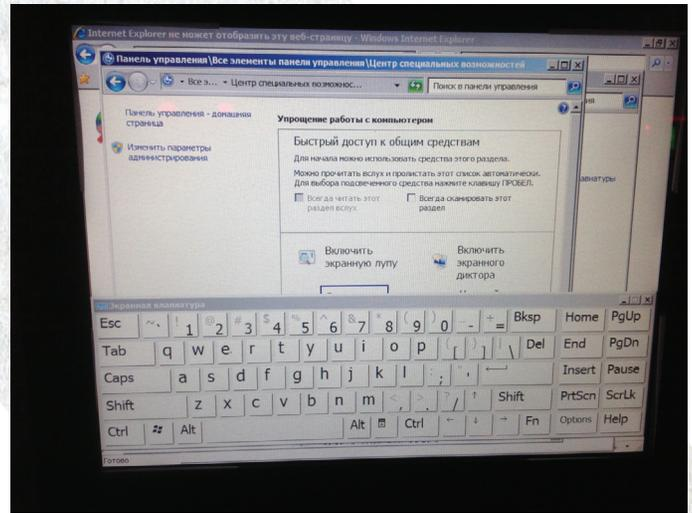 Internet Explorer не может отобразить эту веб-страницу - Windows Internet Explorer
Панель управления\Все элементы панели управления\Центр специальных возможностей
Все э... Центр специальных возможнос... Поиск в панели управления
Панель управления - домашняя
страница
Изменить параметры
администрирования
Упрощение работы с компьютером
Быстрый доступ к общим средствам
Для начала можно использовать средства этого раздела.
Можно прочитать вслух и пролистать этот список автоматически.
Для выбора подсвеченного средства нажмите клавишу ПРОБЕЛ.
Всегда читать этот
раздел вслух
Всегда сканировать этот
раздел
Включить
экранную лупу
Включить
экранного
диктора
авиатуры
Экранная клавиатура
Esc ~ ` ! 1 @ 2 # 3 $ 4 % 5 ^ 6 & 7 * 8 ( 9 ) 0 _ - + = Bksp Home PgUp
Tab q w e r t y u i o p { [ } ] | \ Del End PgDn
Caps a s d f g h j k l : ; " ' Insert Pause
Shift z x c v b n m < , > . ? / ↑ Shift PrtScn ScrLk
Ctrl Alt Alt Ctrl ← ↓ → Fn Options Help
Готово